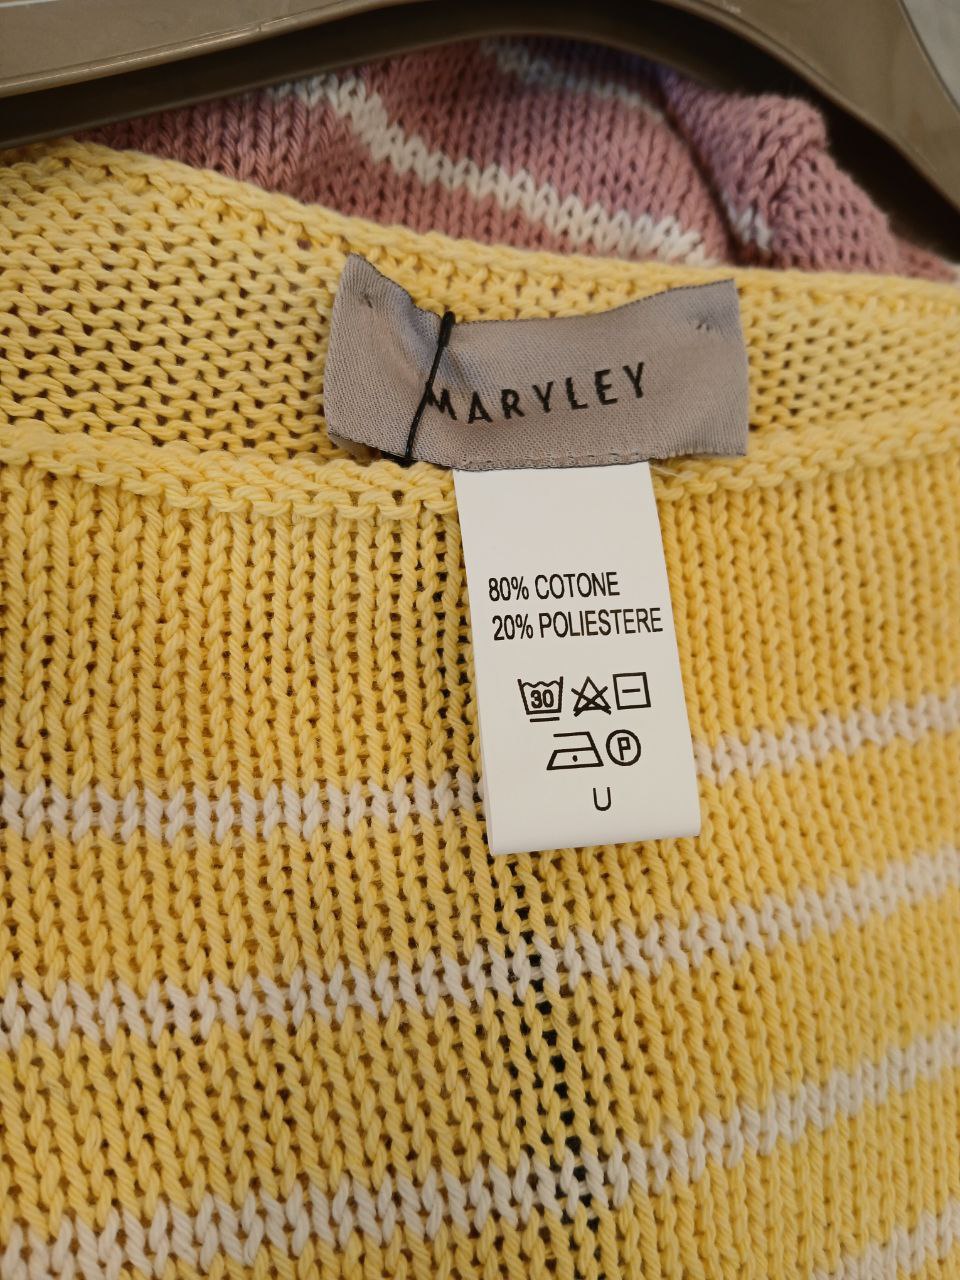 MARYLEY
80% COTONE
20% POLIESTERE
30
P
U